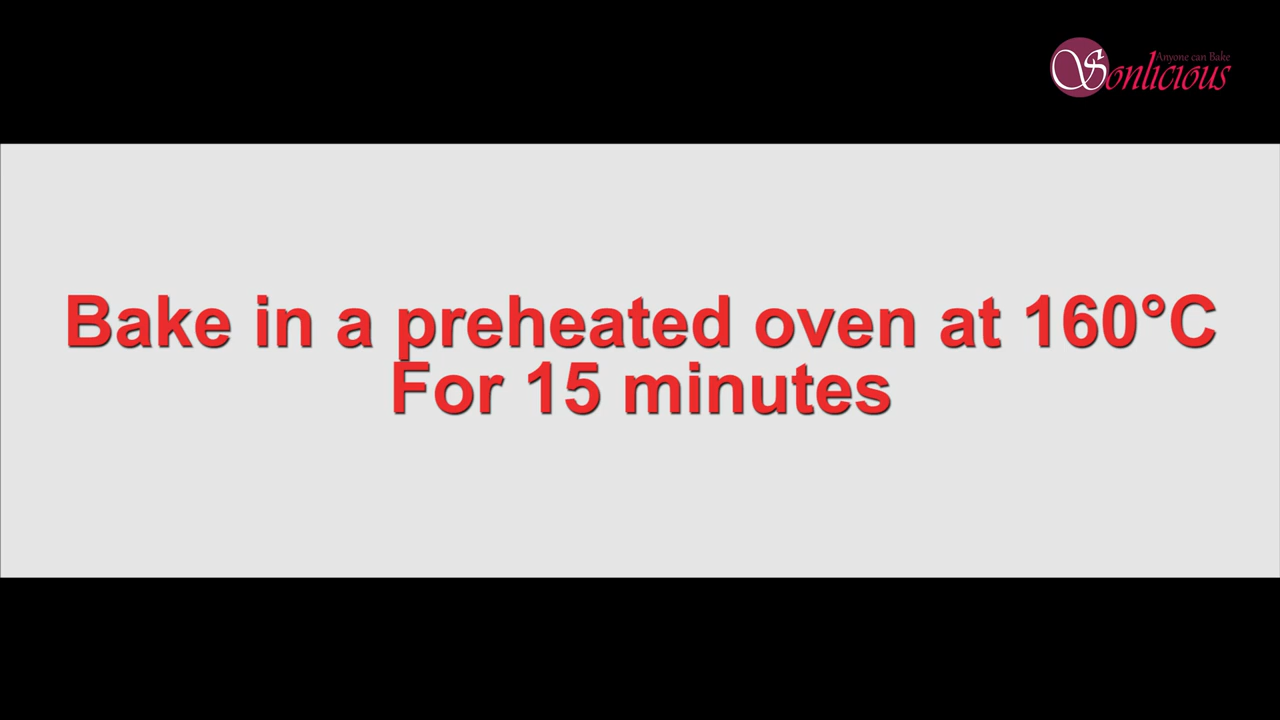 Anyone can Bake
Sonlicious
Bake in a preheated oven at 160°C
For 15 minutes